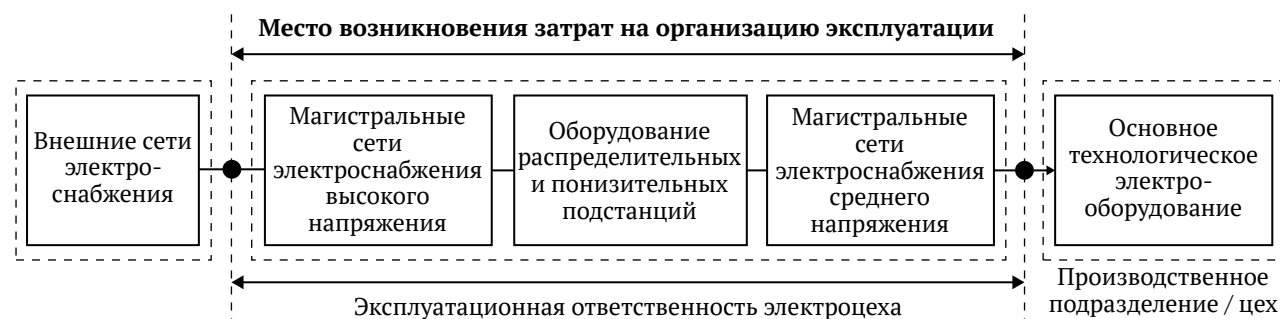 Место возникновения затрат на организацию эксплуатации
Внешние сети
электро-
снабжения
Магистральные
сети
электроснабжения
высокого
напряжения
Оборудование
распределительных
и понизительных
подстанций
Магистральные
сети
электроснабжения
среднего
напряжения
Основное
технологическое
электро-
оборудование
Эксплуатационная ответственность электроцеха
Производственное
подразделение / цех